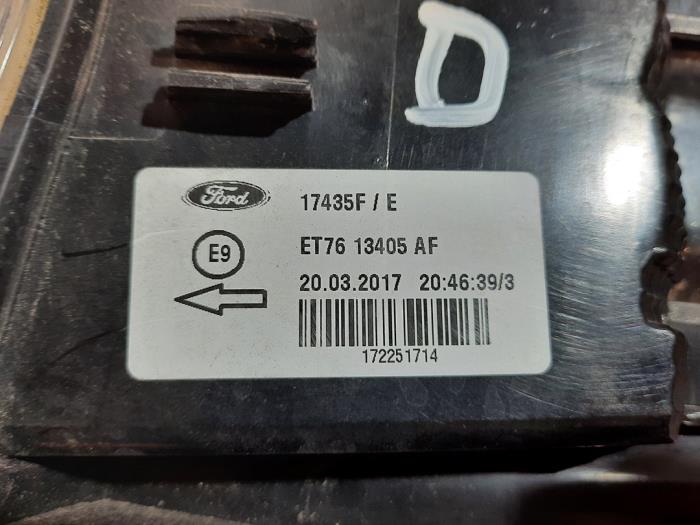 D
Ford
17435F / E
E9
ET76 13405 AF
20.03.2017 20:46:39/3
172251714